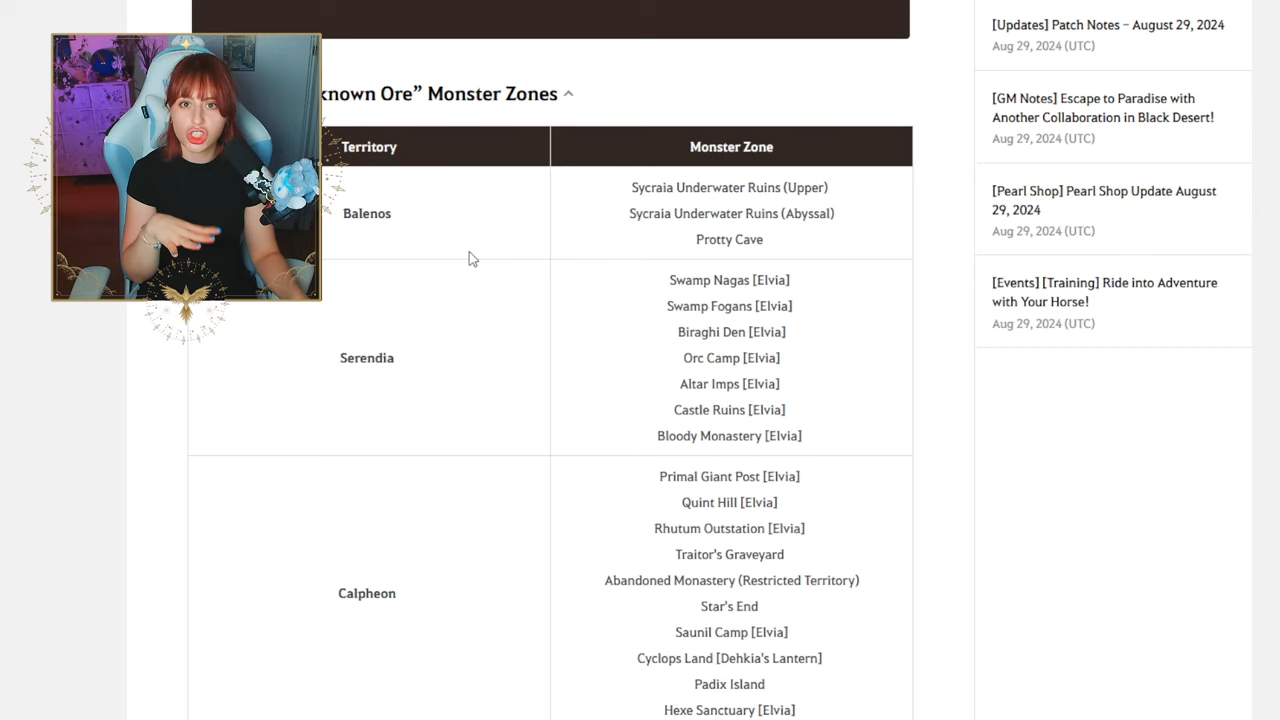 known Ore” Monster Zones
Territory
Monster Zone
Balenos
Sycraia Underwater Ruins (Upper)
Sycraia Underwater Ruins (Abyssal)
Protty Cave
Serendia
Swamp Nagas [Elvia]
Swamp Fogans [Elvia]
Biraghi Den [Elvia]
Orc Camp [Elvia]
Altar Imps [Elvia]
Castle Ruins [Elvia]
Bloody Monastery [Elvia]
Calpheon
Primal Giant Post [Elvia]
Quint Hill [Elvia]
Rhutum Outstation [Elvia]
Traitor's Graveyard
Abandoned Monastery (Restricted Territory)
Star's End
Saunil Camp [Elvia]
Cyclops Land [Dehkia's Lantern]
Padix Island
Hexe Sanctuary [Elvia]
[Updates] Patch Notes – August 29, 2024
Aug 29, 2024 (UTC)
[GM Notes] Escape to Paradise with
Another Collaboration in Black Desert!
Aug 29, 2024 (UTC)
[Pearl Shop] Pearl Shop Update August
29, 2024
Aug 29, 2024 (UTC)
[Events] [Training] Ride into Adventure
with Your Horse!
Aug 29, 2024 (UTC)